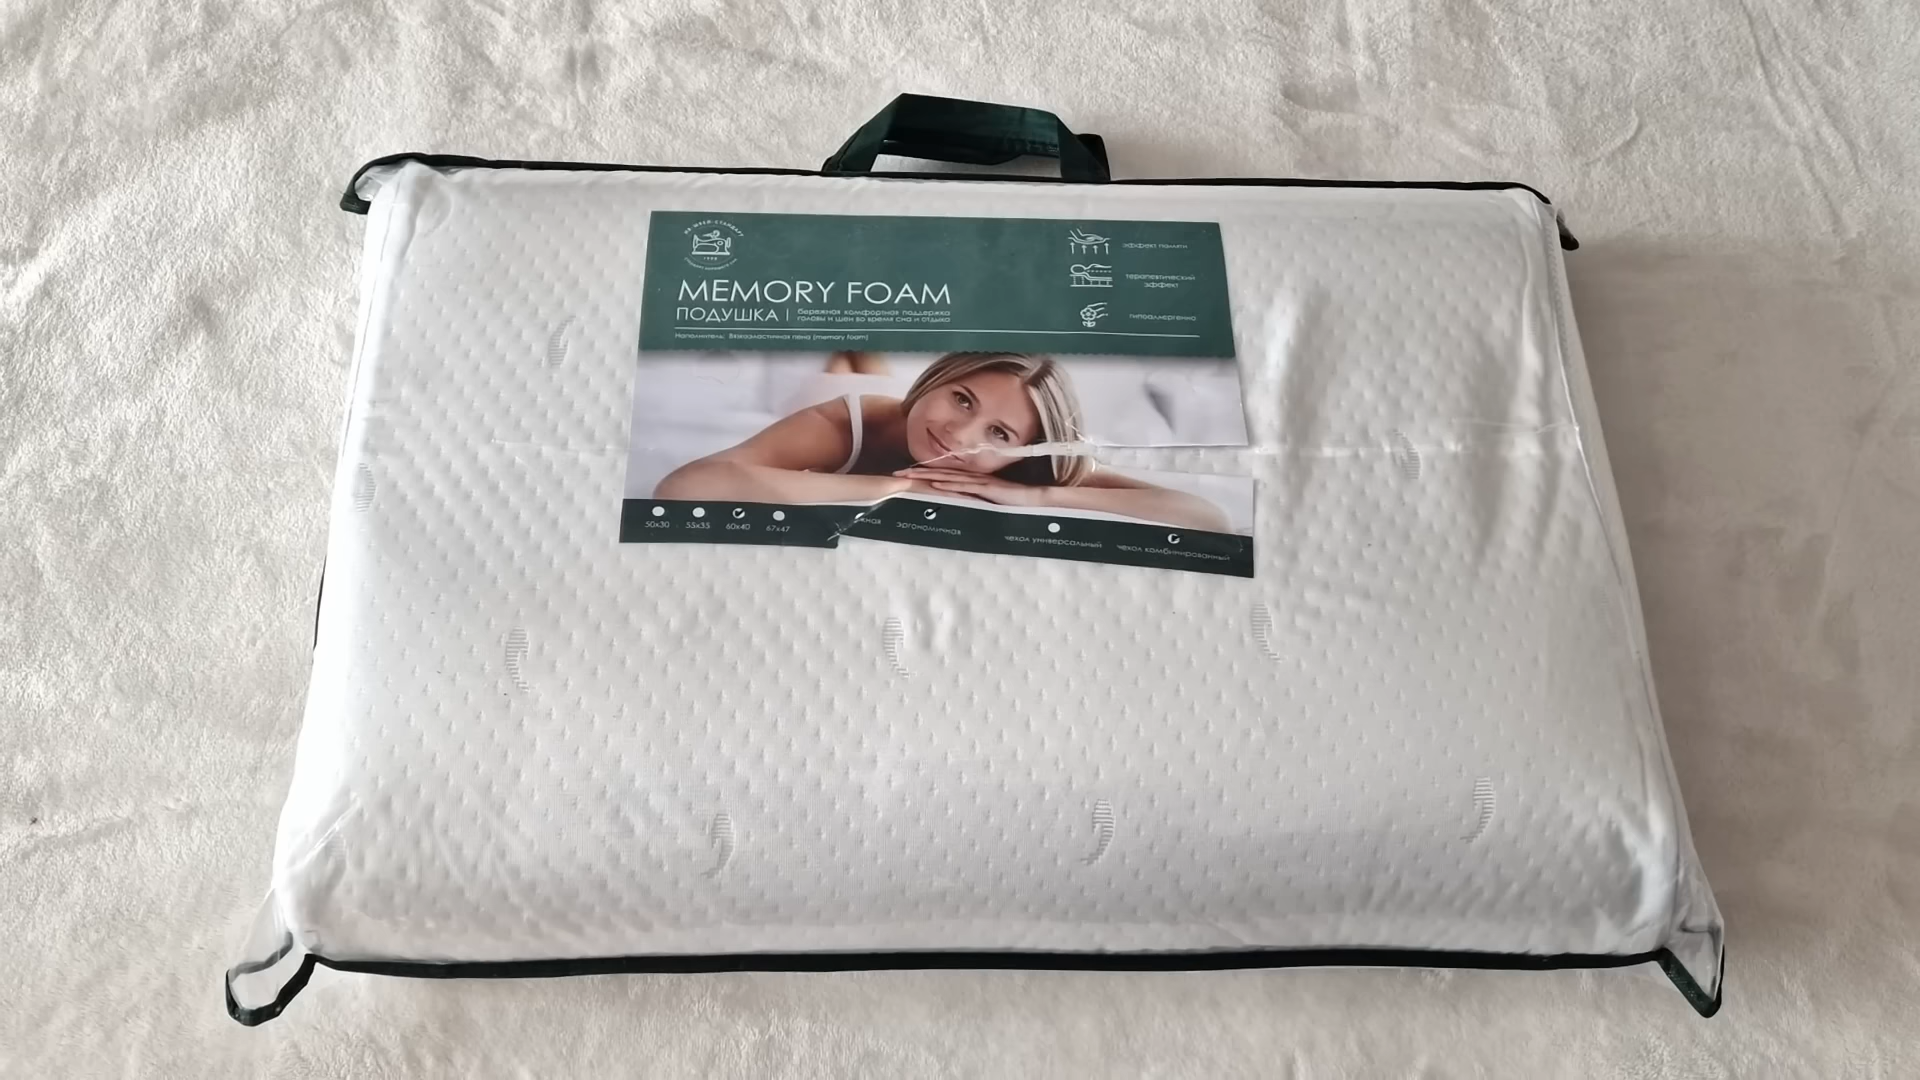 1998
MEMORY FOAM
ПОДУШКА |
бережная комфортная поддержка
головы и шеи во время сна и отдыха
Наполнитель: Вязкоэластичная пена (memory foam)
эффект памяти
терапевтический
эффект
гипоаллергенно
50x30 55x35 60x40 67x47
эргономичная
чехол универсальный
чехол комбинированный